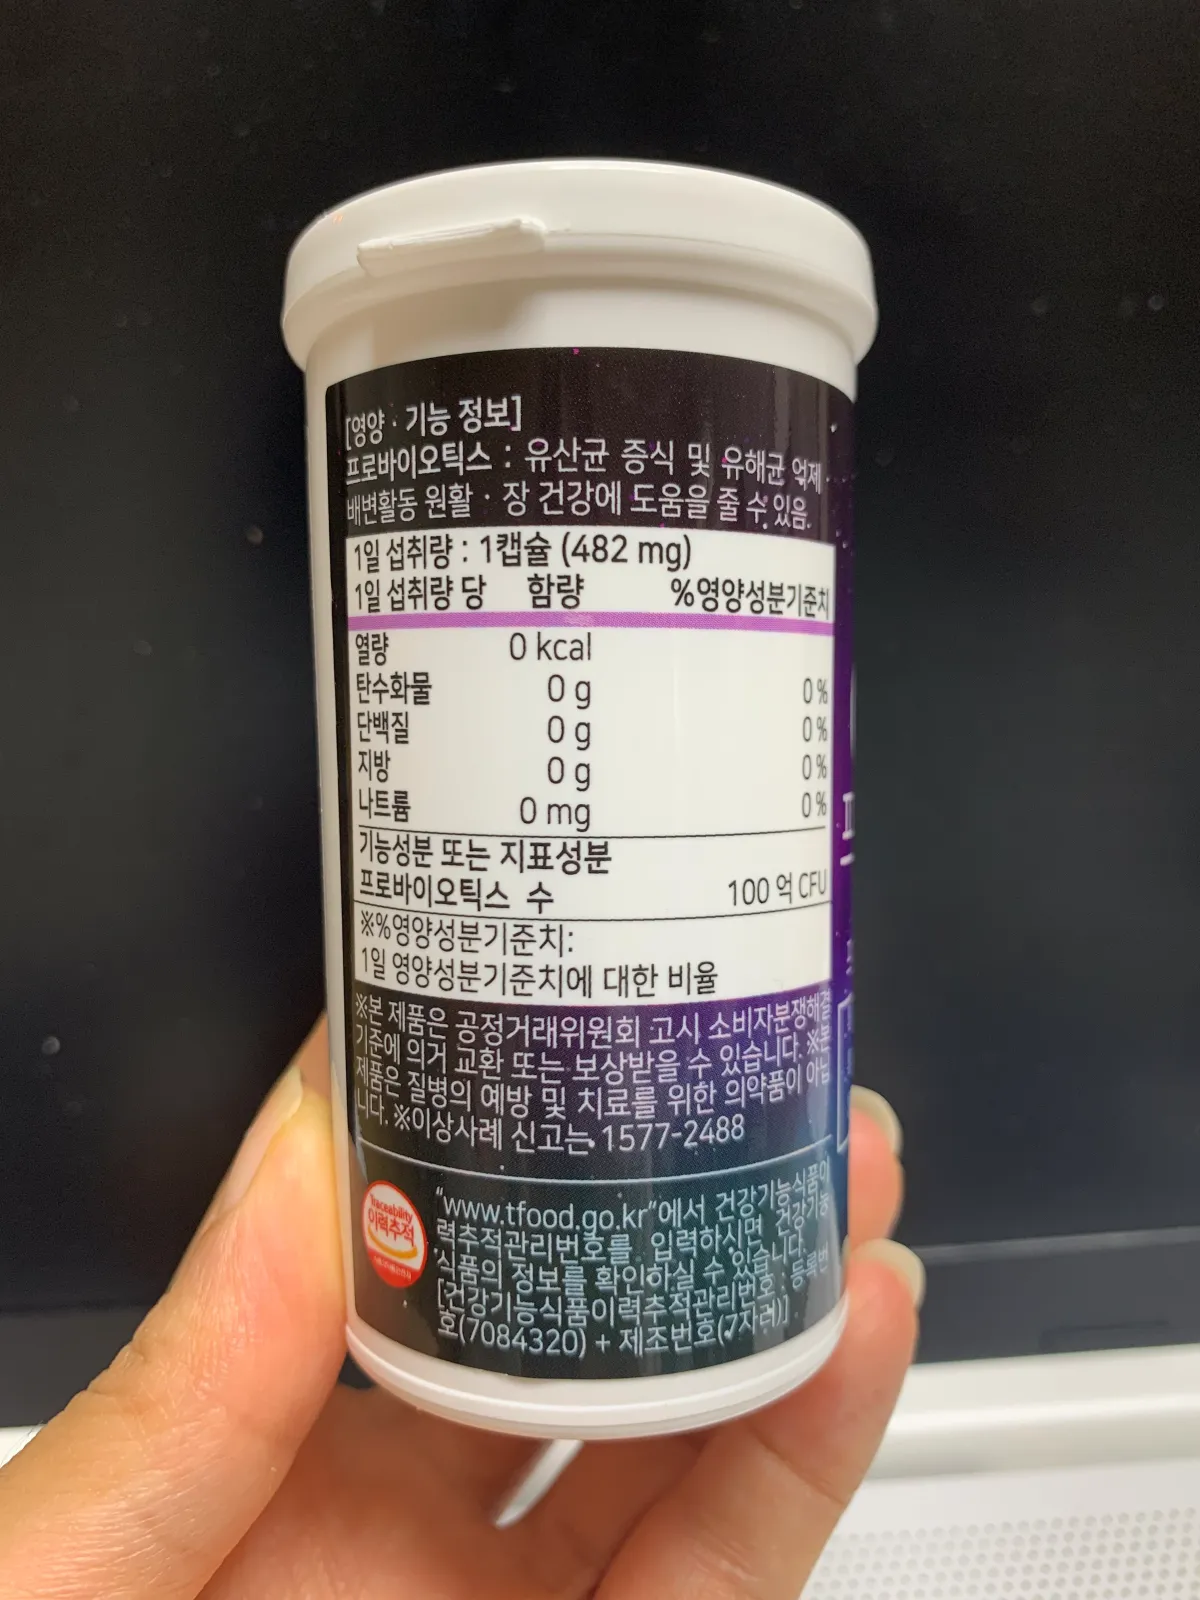 [영양 · 기능 정보]
프로바이오틱스 : 유산균 증식 및 유해균 억제 ·
배변활동 원활 · 장 건강에 도움을 줄 수 있음.
1일 섭취량 : 1캡슐 (482 mg)
1일 섭취량 당 함량 %영양성분기준치
열량 0 kcal
탄수화물 0 g 0 %
단백질 0 g 0 %
지방 0 g 0 %
나트륨 0 mg 0 %
기능성분 또는 지표성분
프로바이오틱스 수 100 억 CFU
※%영양성분기준치:
1일 영양성분기준치에 대한 비율
※본 제품은 공정거래위원회 고시 소비자분쟁해결
기준에 의거 교환 또는 보상받을 수 있습니다. ※본
제품은 질병의 예방 및 치료를 위한 의약품이 아닙
니다. ※이상사례 신고는 1577-2488
Traceability
이력추적
"www.tfood.go.kr"에서 건강기능식품이
력추적관리번호를 입력하시면 건강기능
식품의 정보를 확인하실 수 있습니다.
[건강기능식품이력추적관리번호 : 등록번
호(7084320) + 제조번호(7자리)]